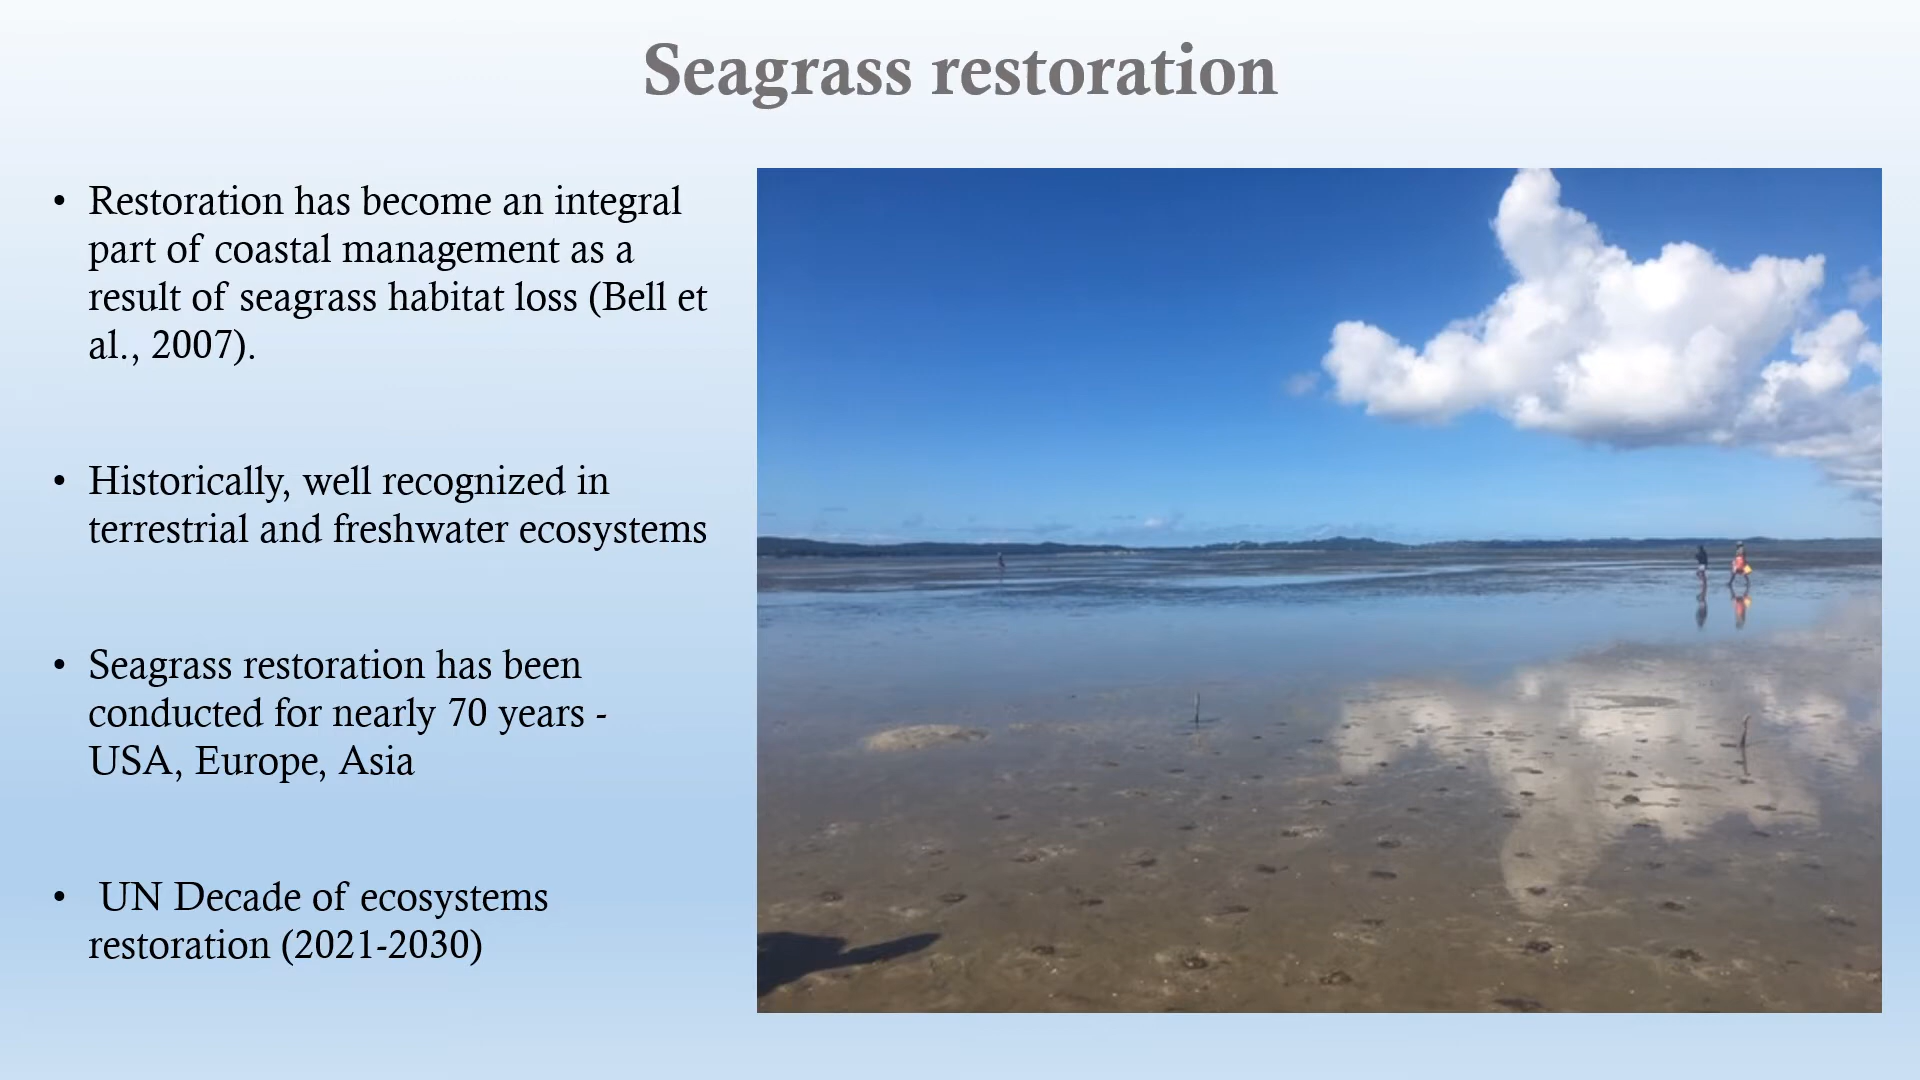 Seagrass restoration
• Restoration has become an integral
part of coastal management as a
result of seagrass habitat loss (Bell et
al., 2007).
• Historically, well recognized in
terrestrial and freshwater ecosystems
• Seagrass restoration has been
conducted for nearly 70 years -
USA, Europe, Asia
• UN Decade of ecosystems
restoration (2021-2030)